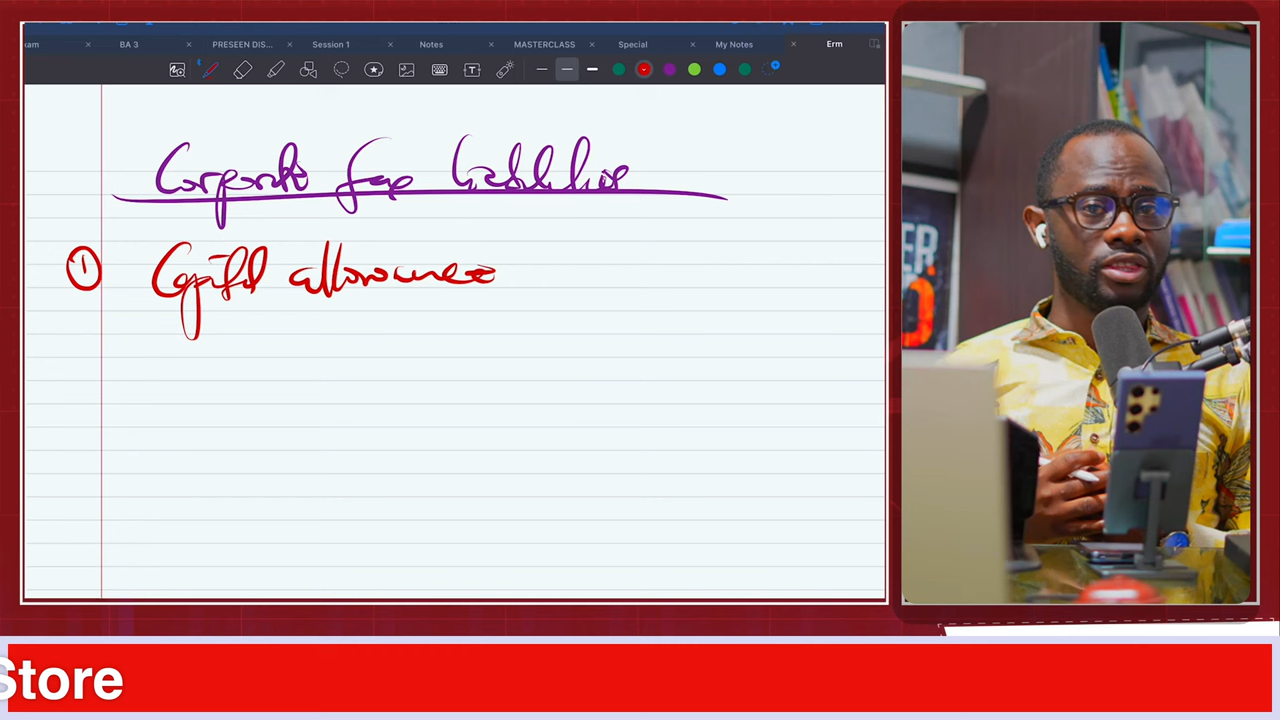 am BA 3 PRESEEN DIS... Session 1 Notes MASTERCLASS Special My Notes Erm
Corporate Tax Liabilities
① Capital allowance
Store